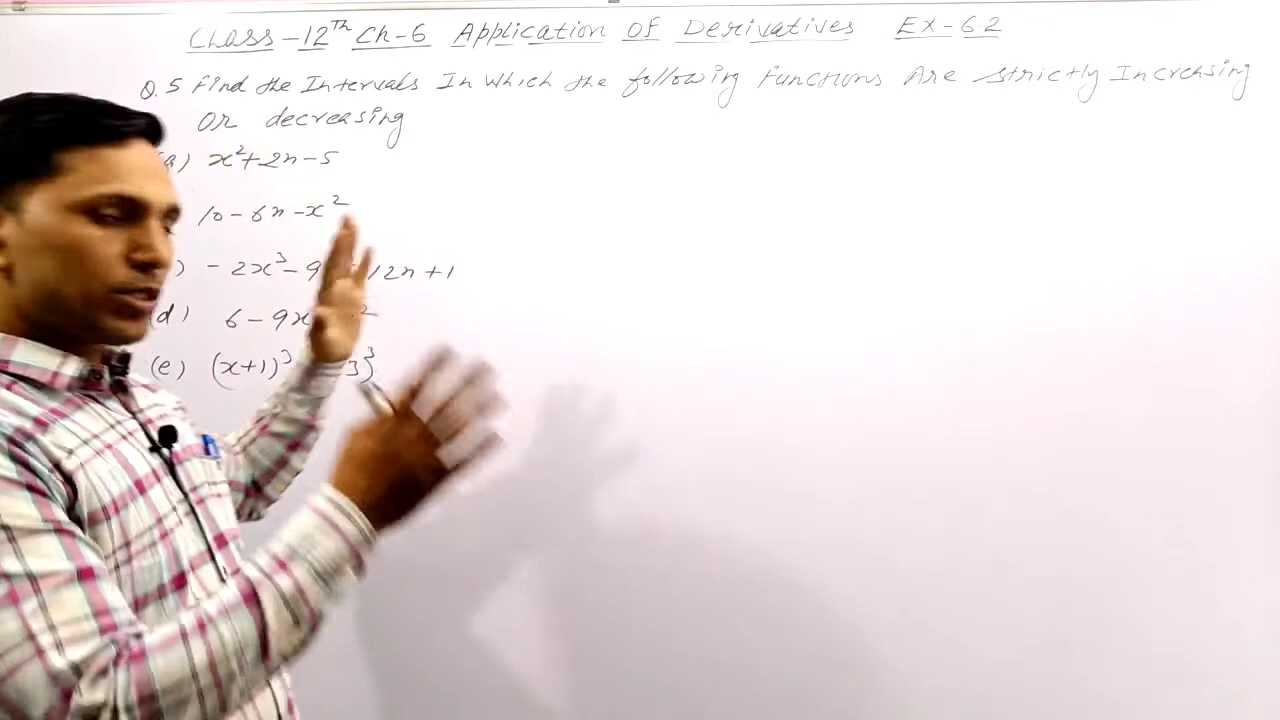 Class-12th Ch-6 Application Of Derivatives Ex-6.2
Q.5 Find the Intervals In Which the following Functions Are Strictly Increasing
Or decreasing
a) x²+2x-5
10-6x-x²
) -2x³-9 12x+1
(d) 6-9x ²
(e) (x+1)³ 3)³